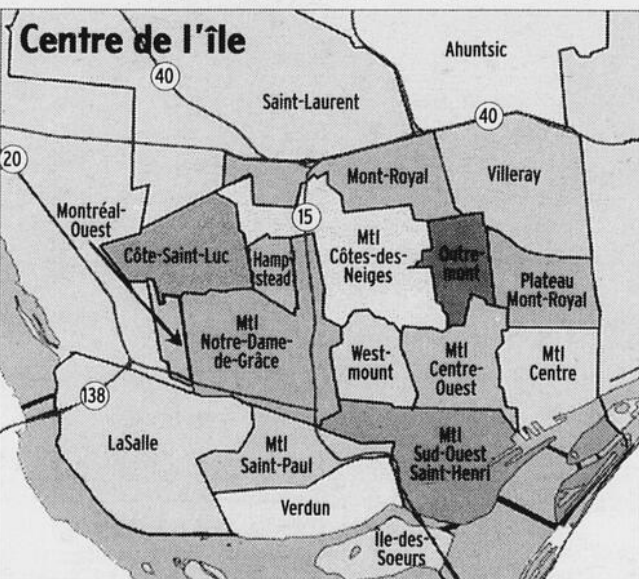 Centre de l'île
Ahuntsic
40
Saint-Laurent
40
20
Mont-Royal
Villeray
Montréal-
Ouest
15
Côte-Saint-Luc
Hamp-
stead
Mtl
Côtes-des-
Neiges
Outre-
mont
Plateau
Mont-Royal
Mtl
Notre-Dame-
de-Grâce
West-
mount
Mtl
Centre-
Ouest
Mtl
Centre
138
LaSalle
Mtl
Saint-Paul
Mtl
Sud-Ouest
Saint-Henri
Verdun
Île-des-
Soeurs